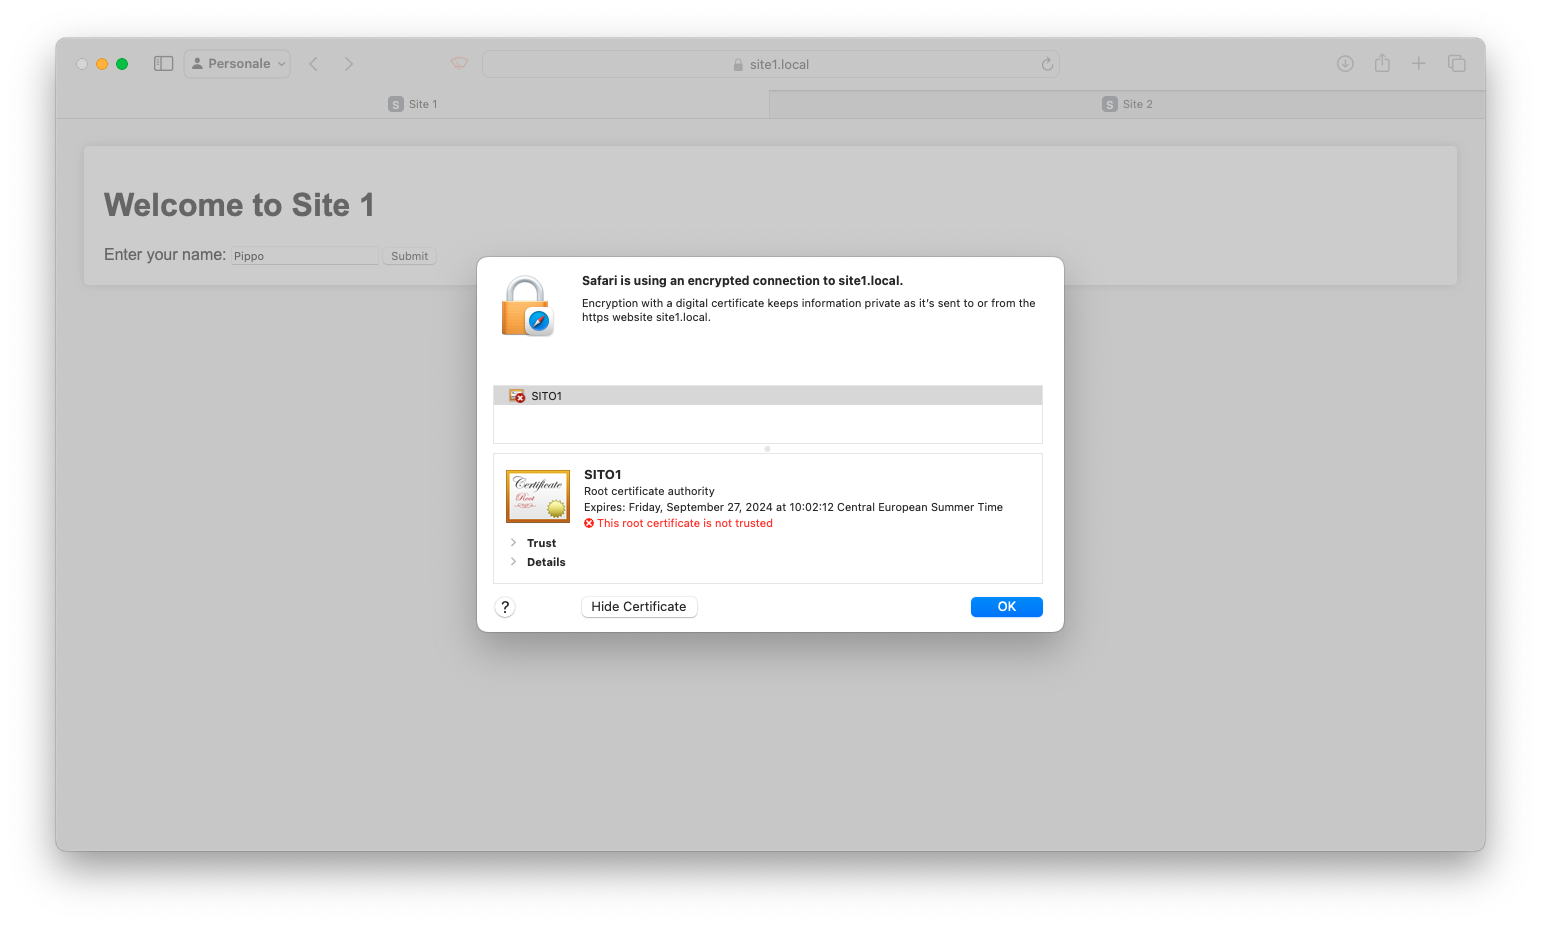 Personale
site1.local
S Site 1
S Site 2
Welcome to Site 1
Enter your name: Pippo Submit
Safari is using an encrypted connection to site1.local.
Encryption with a digital certificate keeps information private as it's sent to or from the
https website site1.local.
SITO1
Certificate
Root
SITO1
Root certificate authority
Expires: Friday, September 27, 2024 at 10:02:12 Central European Summer Time
This root certificate is not trusted
Trust
Details
? Hide Certificate OK